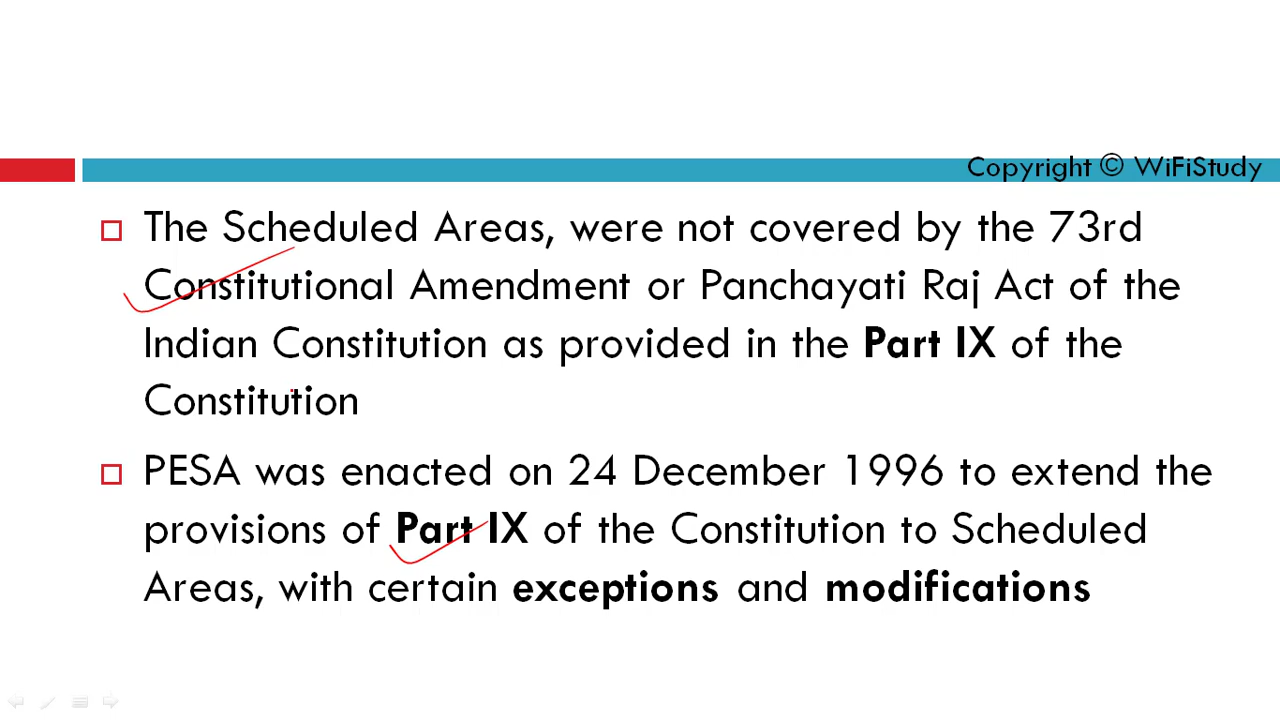 Copyright © WiFiStudy
The Scheduled Areas, were not covered by the 73rd
Constitutional Amendment or Panchayati Raj Act of the
Indian Constitution as provided in the Part IX of the
Constitution
PESA was enacted on 24 December 1996 to extend the
provisions of Part IX of the Constitution to Scheduled
Areas, with certain exceptions and modifications